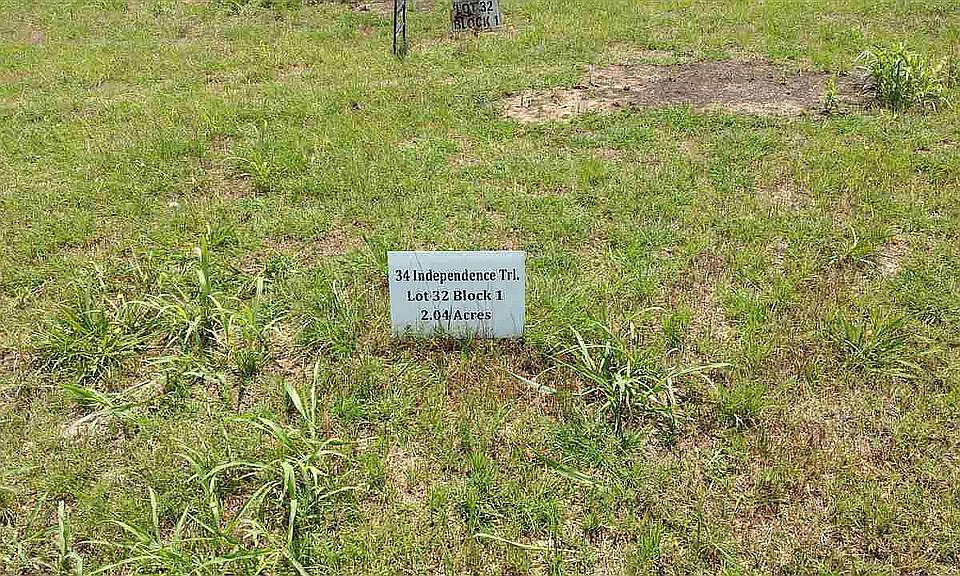 LOT 32
BLOCK 1
34 Independence Trl.
Lot 32 Block 1
2.04 Acres